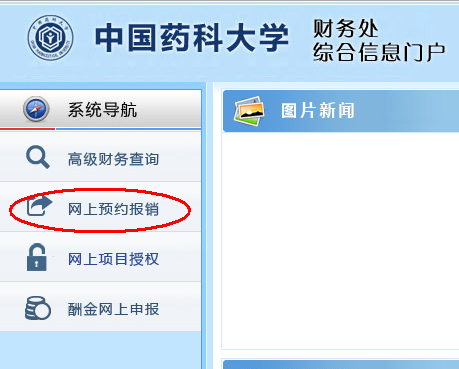 中国药科大学
财务处
综合信息门户
系统导航
图片新闻
高级财务查询
网上预约报销
网上项目授权
酬金网上申报